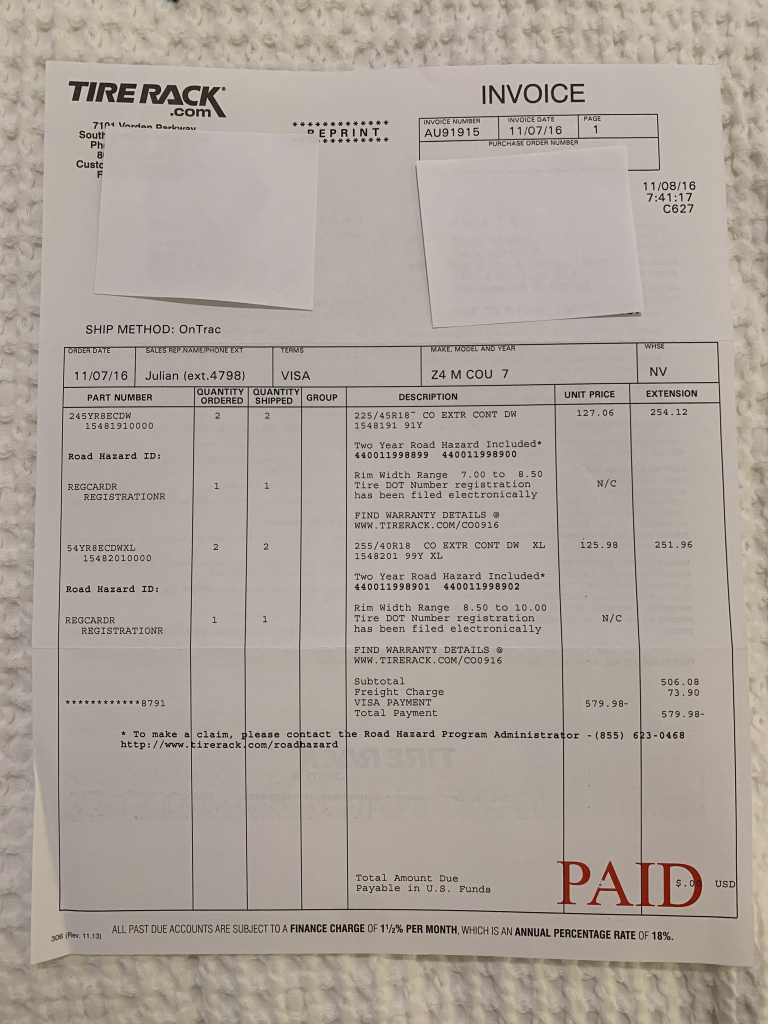 TIRE RACK
.com
INVOICE
7101 Vorden Parkway
South
Ph
8
Custo
F
************
REPRINT
************
INVOICE NUMBER INVOICE DATE PAGE
AU91915 11/07/16 1
PURCHASE ORDER NUMBER
11/08/16
7:41:17
C627
SHIP METHOD: OnTrac
ORDER DATE SALES REP.NAME/PHONE EXT TERMS MAKE, MODEL AND YEAR WHSE
11/07/16 Julian (ext.4798) VISA Z4 M COU 7 NV
PART NUMBER QUANTITY ORDERED QUANTITY SHIPPED GROUP DESCRIPTION UNIT PRICE EXTENSION
245YR8ECDW 2 2 225/45R18~ CO EXTR CONT DW 127.06 254.12
15481910000 1548191 91Y
Two Year Road Hazard Included*
Road Hazard ID: 440011998899 440011998900
Rim Width Range 7.00 to 8.50
REGCARDR 1 1 Tire DOT Number registration N/C
REGISTRATIONR has been filed electronically
FIND WARRANTY DETAILS @
WWW.TIRERACK.COM/CO0916
54YR8ECDWXL 2 2 255/40R18 CO EXTR CONT DW XL 125.98 251.96
15482010000 1548201 99Y XL
Two Year Road Hazard Included*
Road Hazard ID: 440011998901 440011998902
Rim Width Range 8.50 to 10.00
REGCARDR 1 1 Tire DOT Number registration N/C
REGISTRATIONR has been filed electronically
FIND WARRANTY DETAILS @
WWW.TIRERACK.COM/CO0916
Subtotal 506.08
Freight Charge 73.90
************8791 VISA PAYMENT 579.98-
Total Payment 579.98-
* To make a claim, please contact the Road Hazard Program Administrator -(855) 623-0468
http://www.tirerack.com/roadhazard
Total Amount Due $.00 USD
Payable in U.S. Funds
PAID
306 (Rev. 11.13) ALL PAST DUE ACCOUNTS ARE SUBJECT TO A FINANCE CHARGE OF 1 1/2% PER MONTH, WHICH IS AN ANNUAL PERCENTAGE RATE OF 18%.